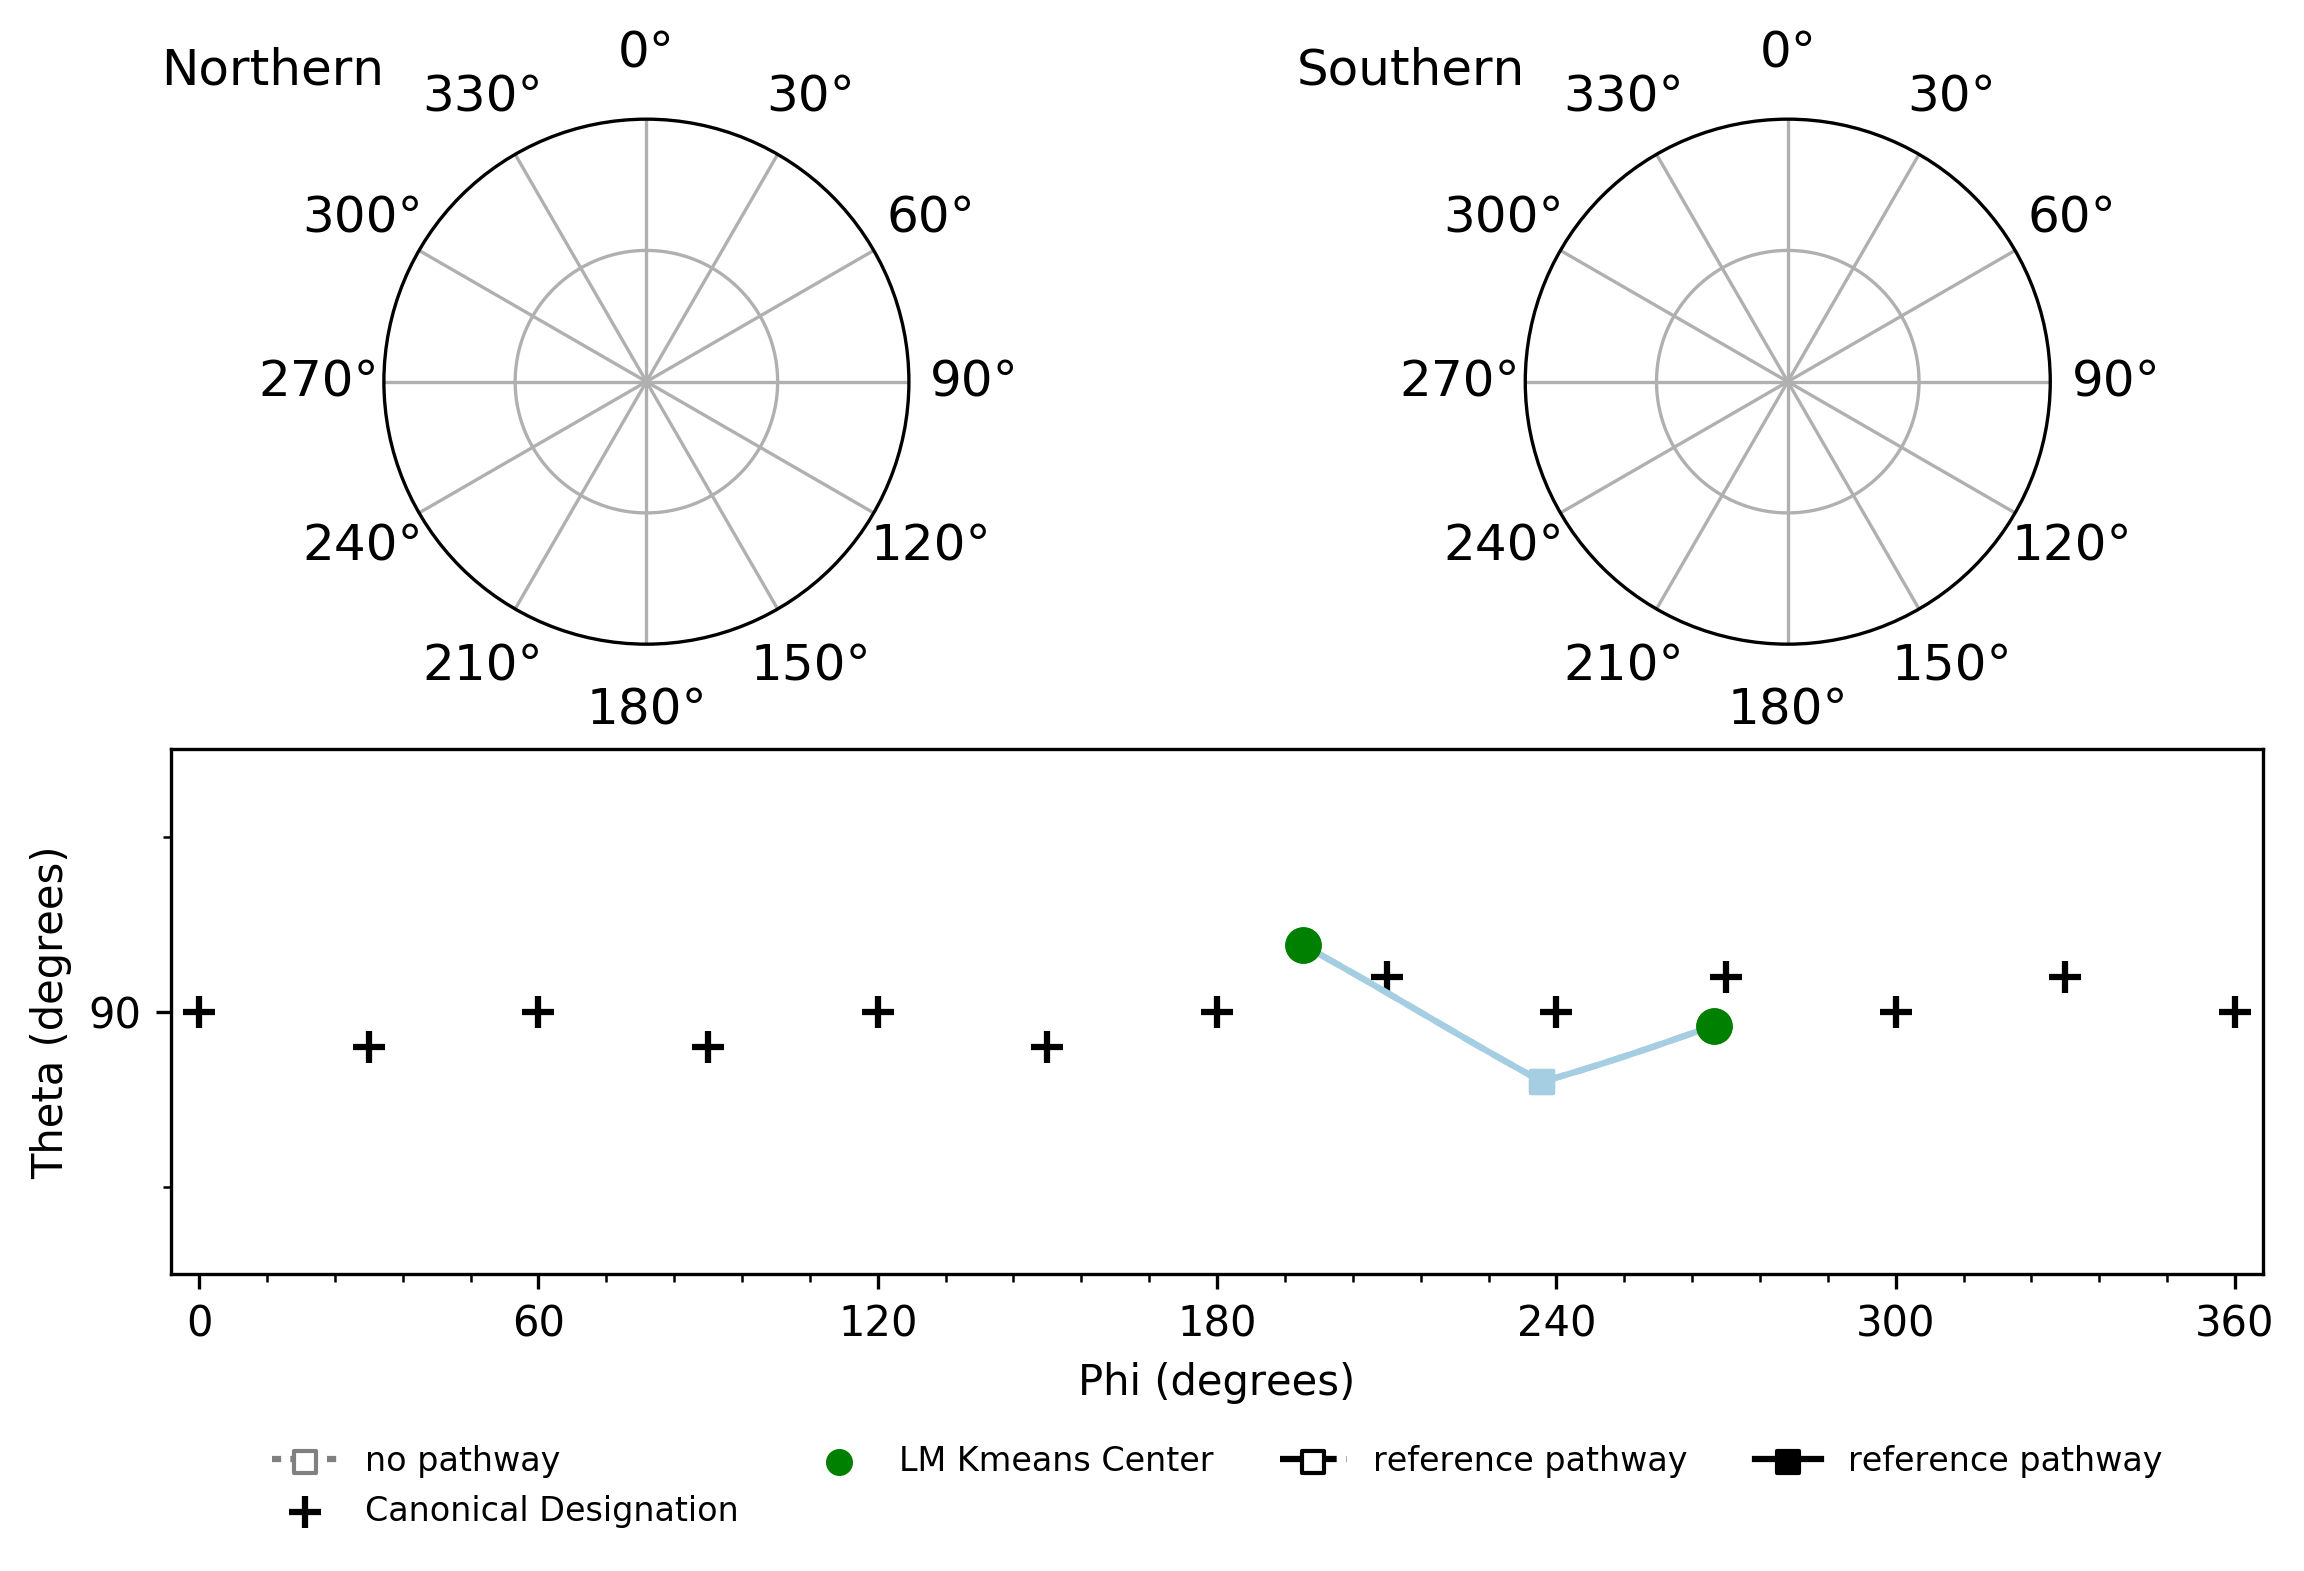 Northern
0°
30°
60°
90°
120°
150°
180°
210°
240°
270°
300°
330°
Southern
0°
30°
60°
90°
120°
150°
180°
210°
240°
270°
300°
330°
Theta (degrees)
90
0 60 120 180 240 300 360
Phi (degrees)
no pathway
Canonical Designation
LM Kmeans Center
reference pathway
reference pathway